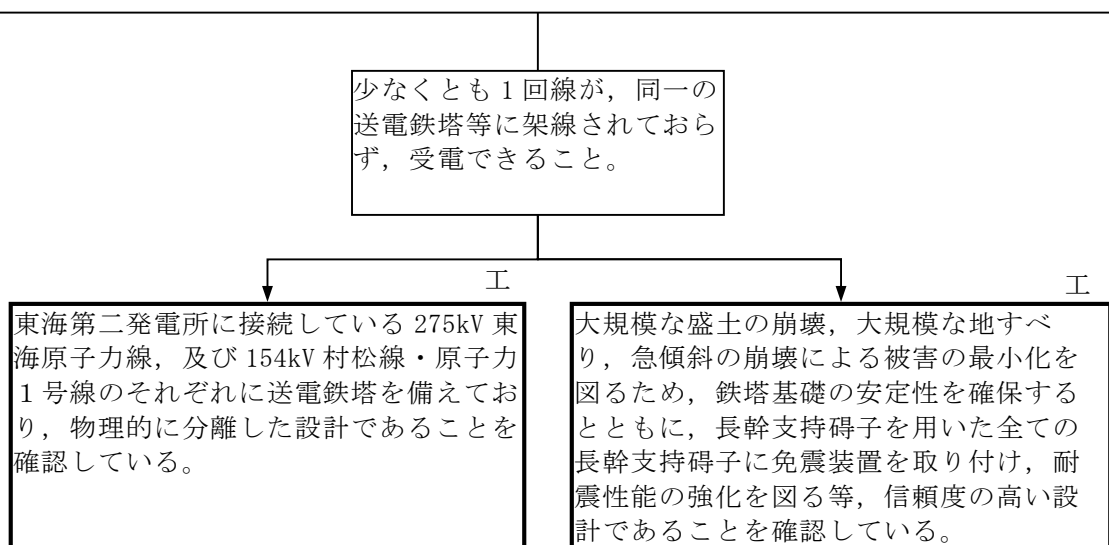 少なくとも１回線が，同一の
送電鉄塔等に架線されておら
ず，受電できること。
工
東海第二発電所に接続している 275kV 東
海原子力線，及び 154kV 村松線・原子力
１号線のそれぞれに送電鉄塔を備えてお
り，物理的に分離した設計であることを
確認している。
工
大規模な盛土の崩壊，大規模な地すべ
り，急傾斜の崩壊による被害の最小化を
図るため，鉄塔基礎の安定性を確保する
とともに，長幹支持碍子を用いた全ての
長幹支持碍子に免震装置を取り付け，耐
震性能の強化を図る等，信頼度の高い設
計であることを確認している。